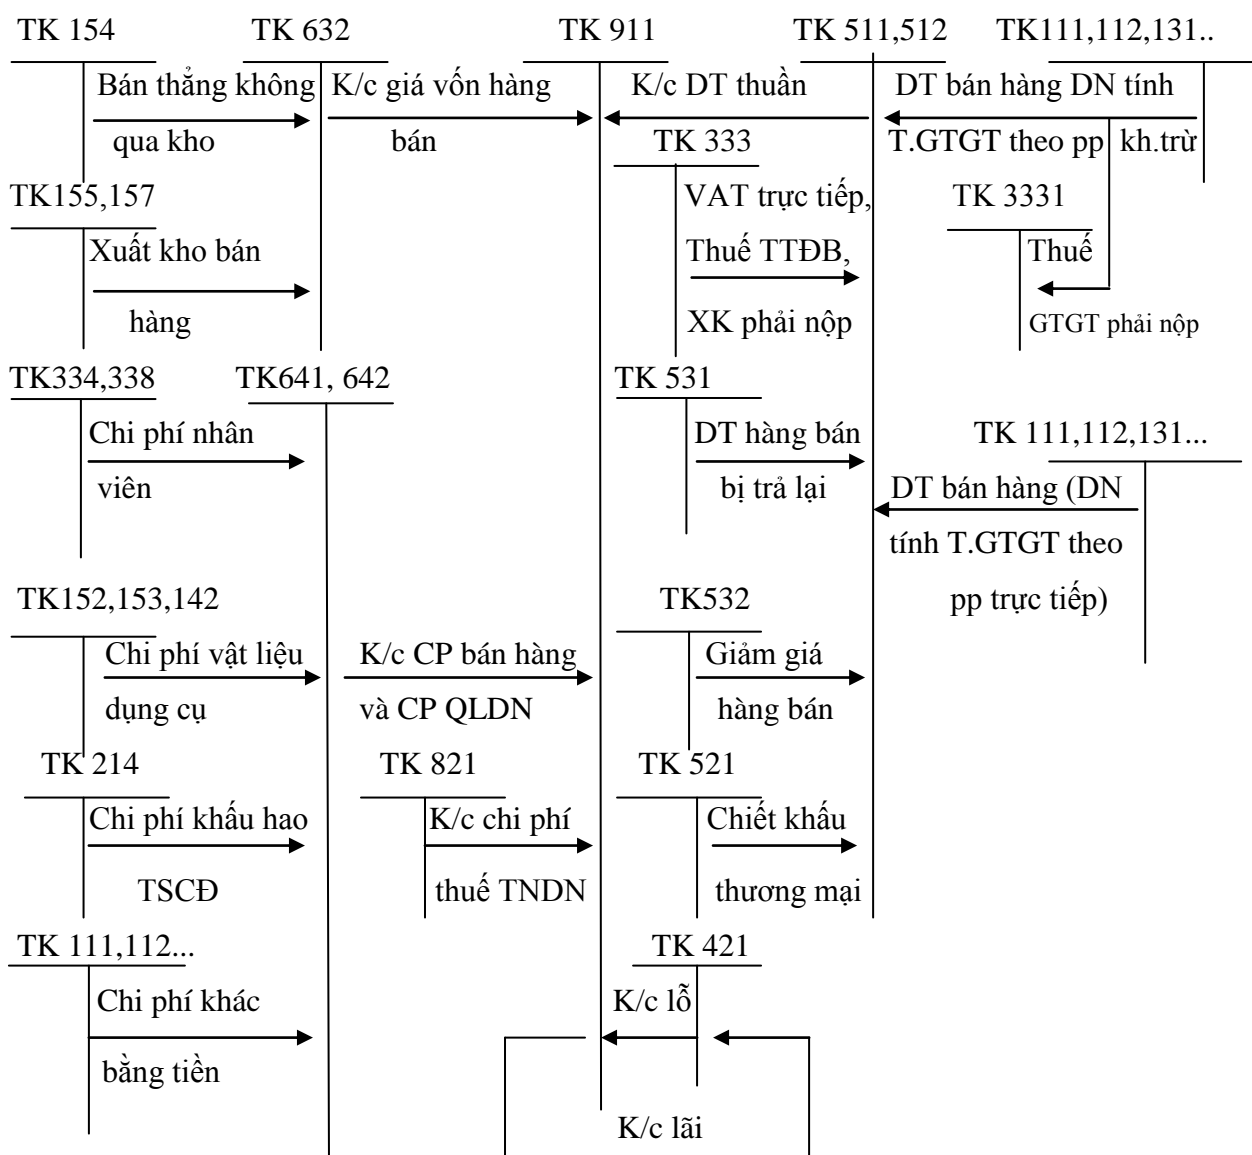 TK 154 TK 632 TK 911 TK 511,512 TK111,112,131..
Bán thẳng không K/c giá vốn hàng K/c DT thuần DT bán hàng DN tính
qua kho bán TK 333 T.GTGT theo pp kh.trừ
TK155,157 VAT trực tiếp, TK 3331
Xuất kho bán Thuế TTĐB, Thuế
hàng XK phải nộp GTGT phải nộp
TK334,338 TK641, 642 TK 531
Chi phí nhân DT hàng bán TK 111,112,131...
viên bị trả lại DT bán hàng (DN
tính T.GTGT theo
TK152,153,142 TK532 pp trực tiếp)
Chi phí vật liệu K/c CP bán hàng Giảm giá
dụng cụ và CP QLDN hàng bán
TK 214 TK 821 TK 521
Chi phí khấu hao K/c chi phí Chiết khấu
TSCĐ thuế TNDN thương mại
TK 111,112... TK 421
Chi phí khác K/c lỗ
bằng tiền
K/c lãi